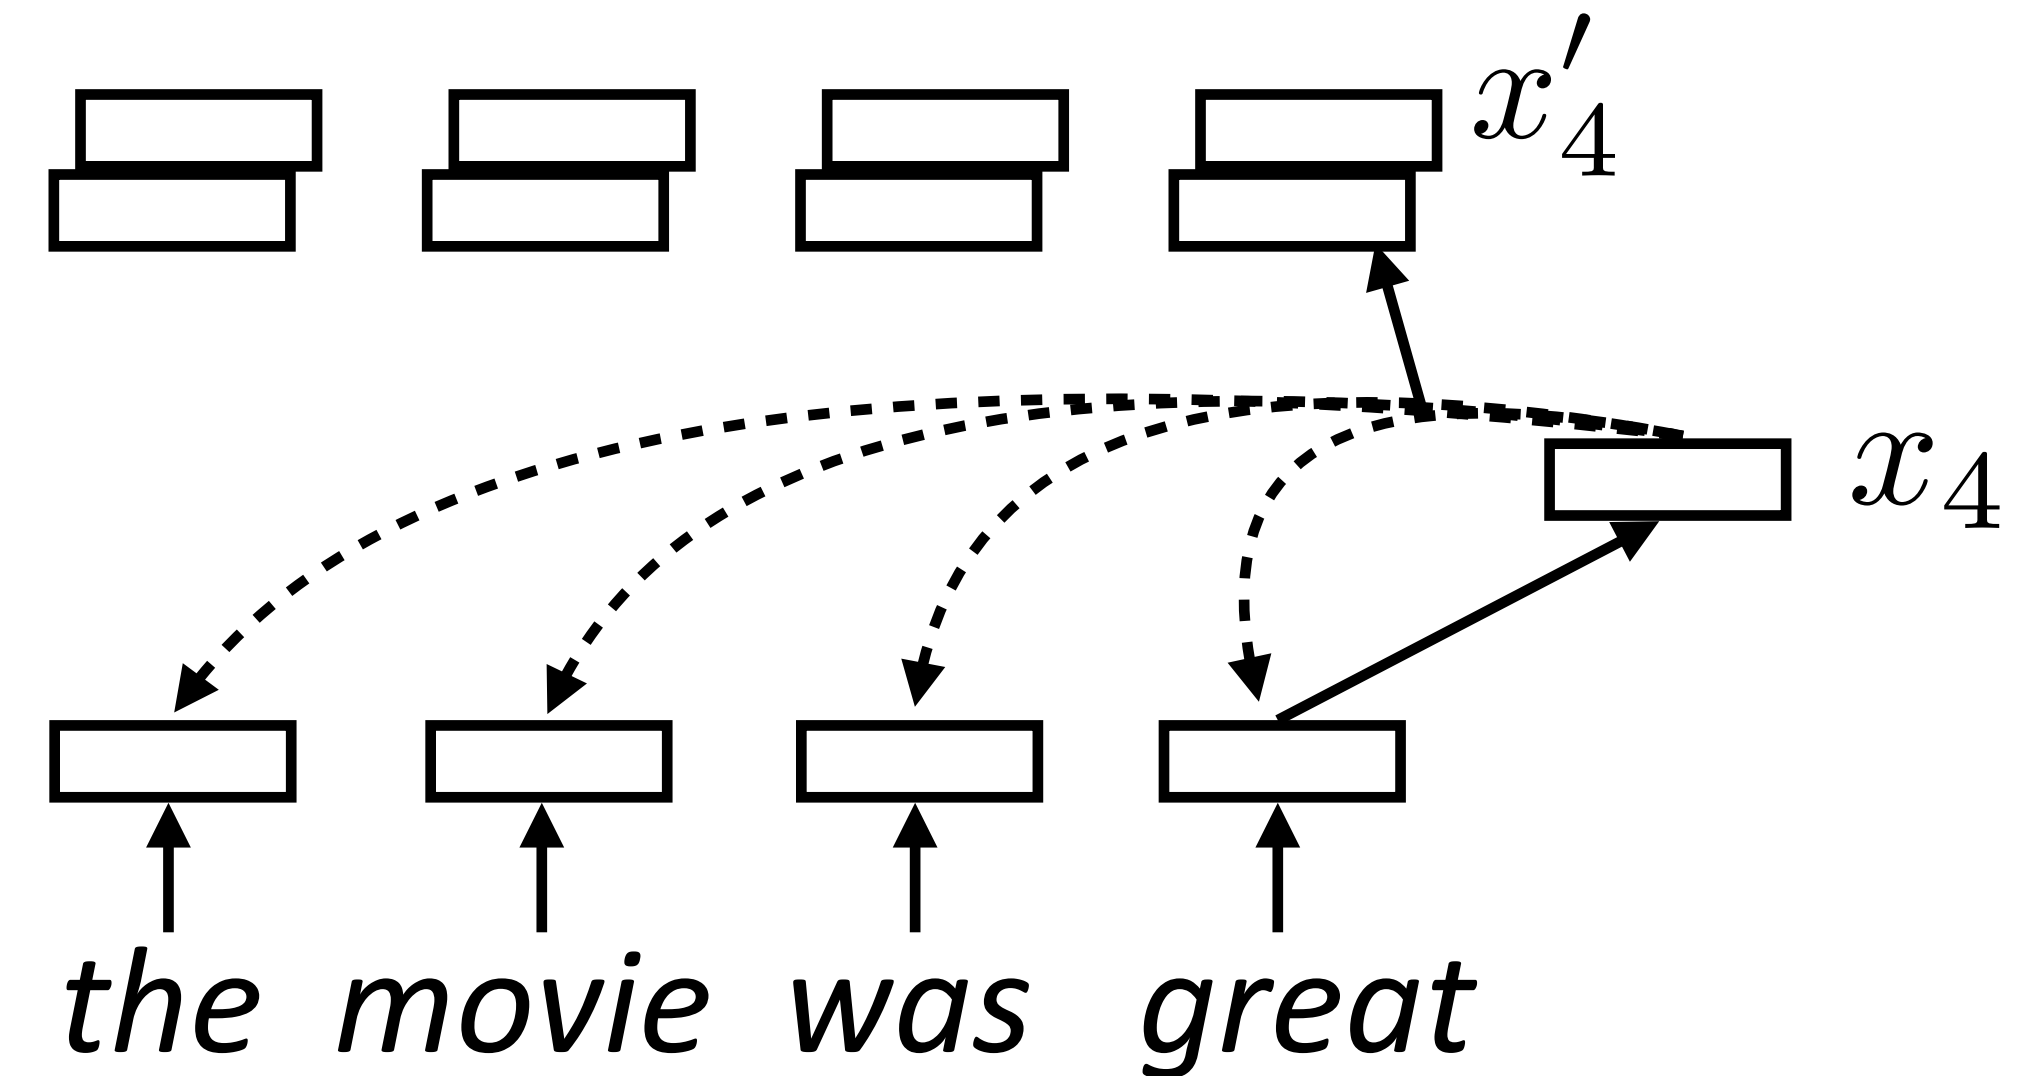 x′₄
x₄
the movie was great